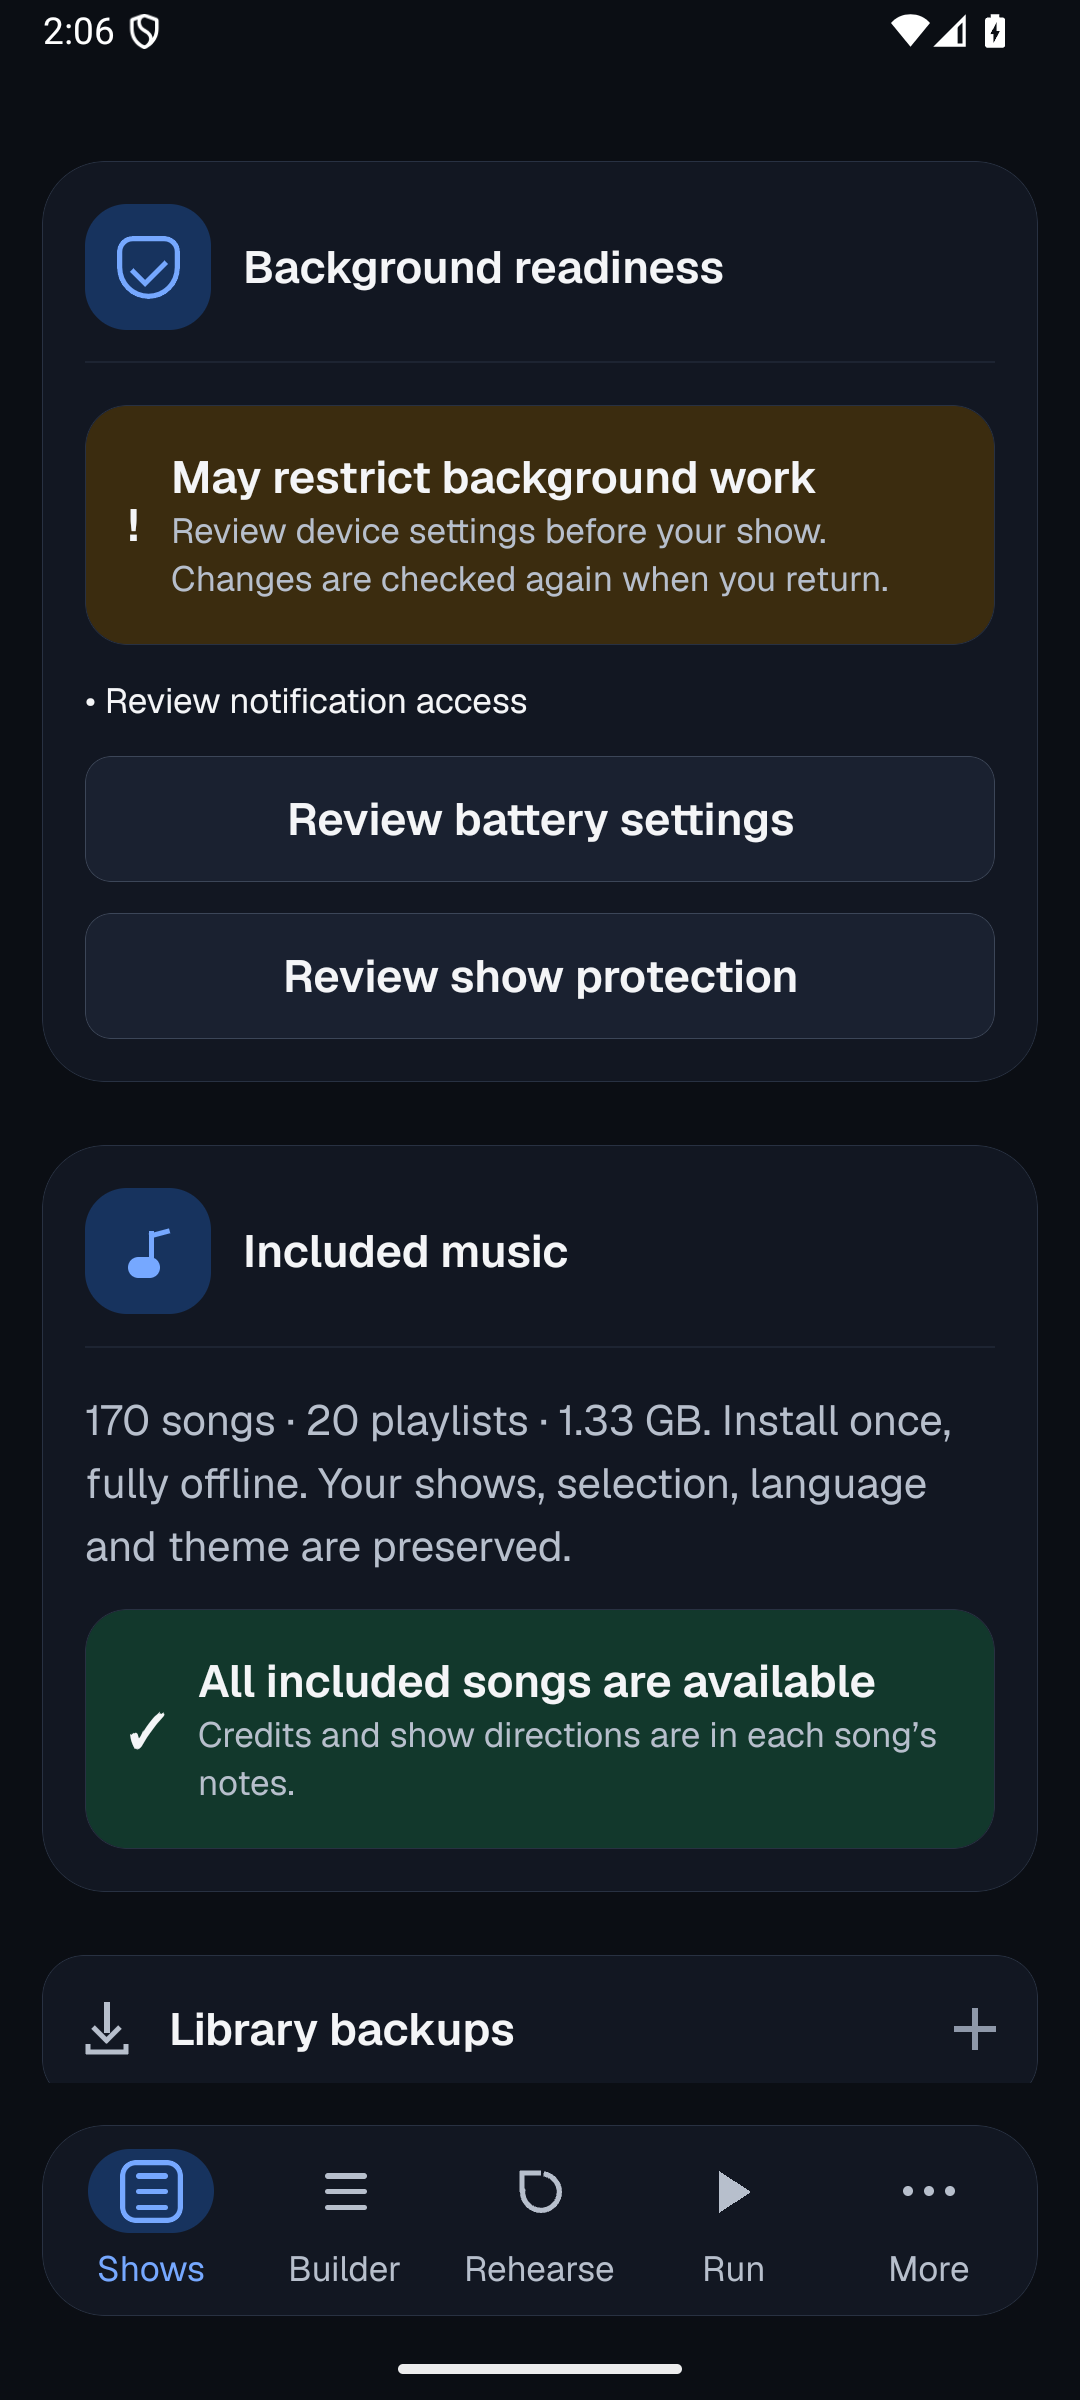 2:06
Background readiness
!
May restrict background work
Review device settings before your show.
Changes are checked again when you return.
• Review notification access
Review battery settings
Review show protection
Included music
170 songs · 20 playlists · 1.33 GB. Install once,
fully offline. Your shows, selection, language
and theme are preserved.
✓
All included songs are available
Credits and show directions are in each song’s
notes.
Library backups
Shows
Builder
Rehearse
Run
More